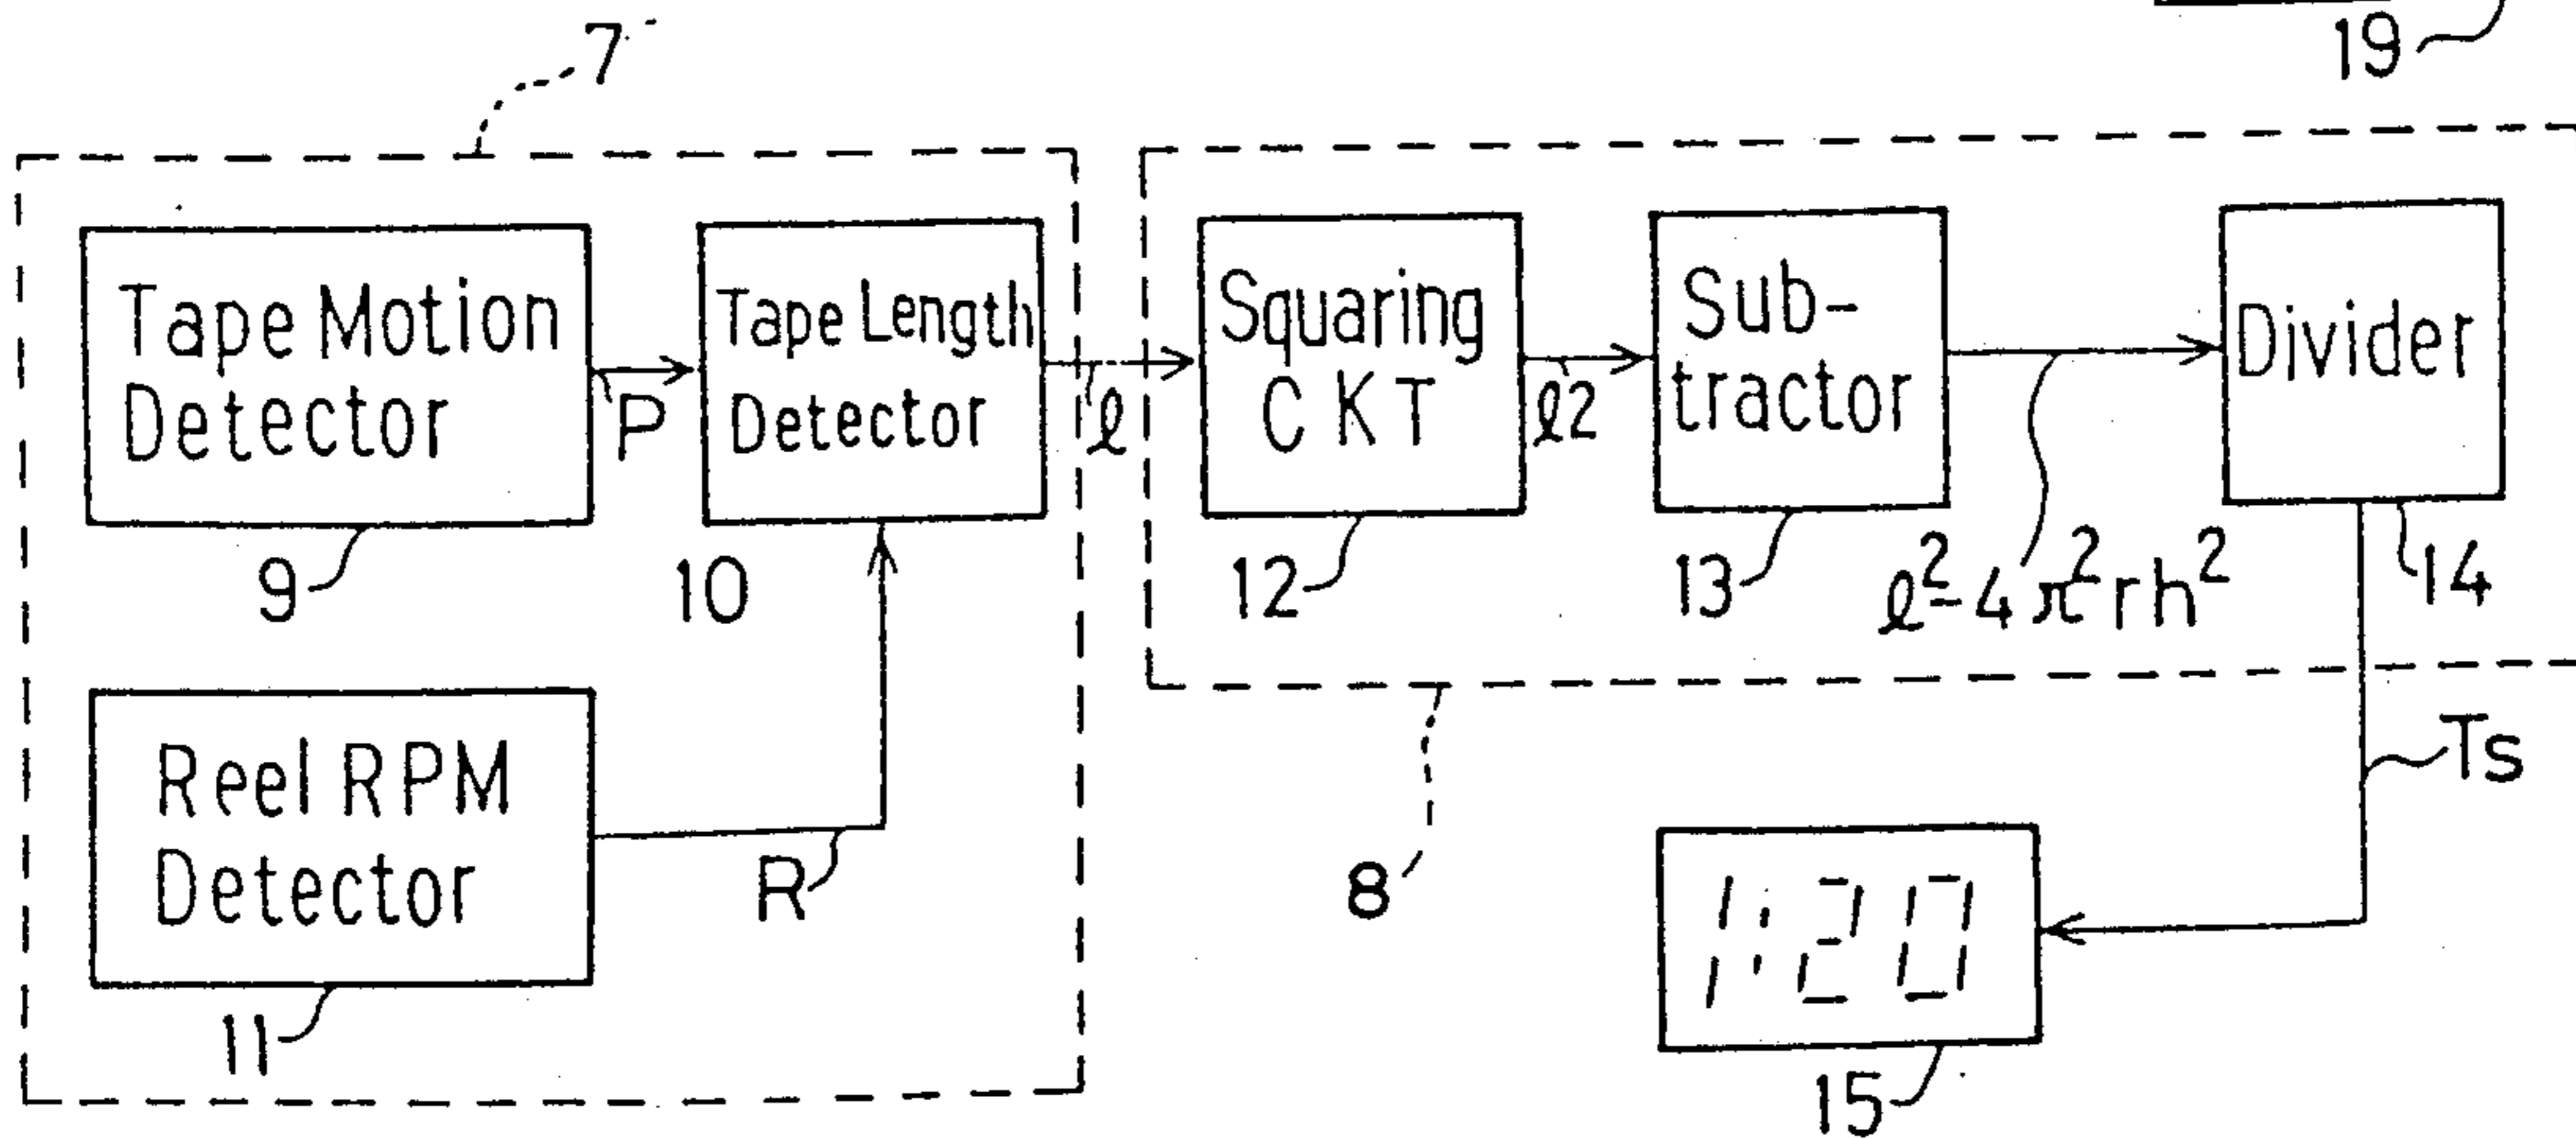 19
7
Tape Motion
Detector
P
Tape Length
Detector
ℓ
Squaring
CKT
ℓ2
Sub-
tractor
ℓ²-4π²rh²
Divider
9
10
12
13
14
Reel RPM
Detector
R
11
8
Ts
1:20
15